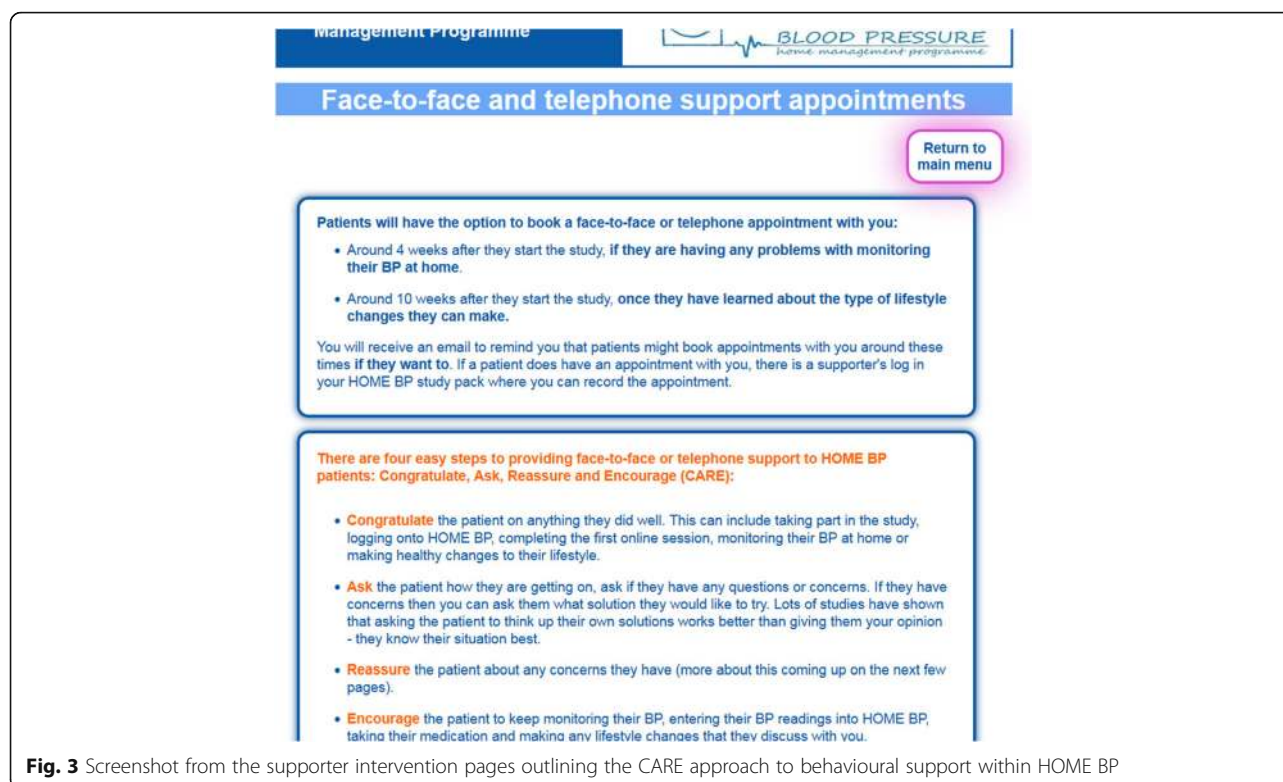 Management Programme
BLOOD PRESSURE
home management programme
Face-to-face and telephone support appointments
Return to
main menu
Patients will have the option to book a face-to-face or telephone appointment with you:
• Around 4 weeks after they start the study, if they are having any problems with monitoring
their BP at home.
• Around 10 weeks after they start the study, once they have learned about the type of lifestyle
changes they can make.
You will receive an email to remind you that patients might book appointments with you around these
times if they want to. If a patient does have an appointment with you, there is a supporter's log in
your HOME BP study pack where you can record the appointment.
There are four easy steps to providing face-to-face or telephone support to HOME BP
patients: Congratulate, Ask, Reassure and Encourage (CARE):
• Congratulate the patient on anything they did well. This can include taking part in the study,
logging onto HOME BP, completing the first online session, monitoring their BP at home or
making healthy changes to their lifestyle.
• Ask the patient how they are getting on, ask if they have any questions or concerns. If they have
concerns then you can ask them what solution they would like to try. Lots of studies have shown
that asking the patient to think up their own solutions works better than giving them your opinion
- they know their situation best.
• Reassure the patient about any concerns they have (more about this coming up on the next few
pages).
• Encourage the patient to keep monitoring their BP, entering their BP readings into HOME BP,
taking their medication and making any lifestyle changes that they discuss with you.
Fig. 3 Screenshot from the supporter intervention pages outlining the CARE approach to behavioural support within HOME BP